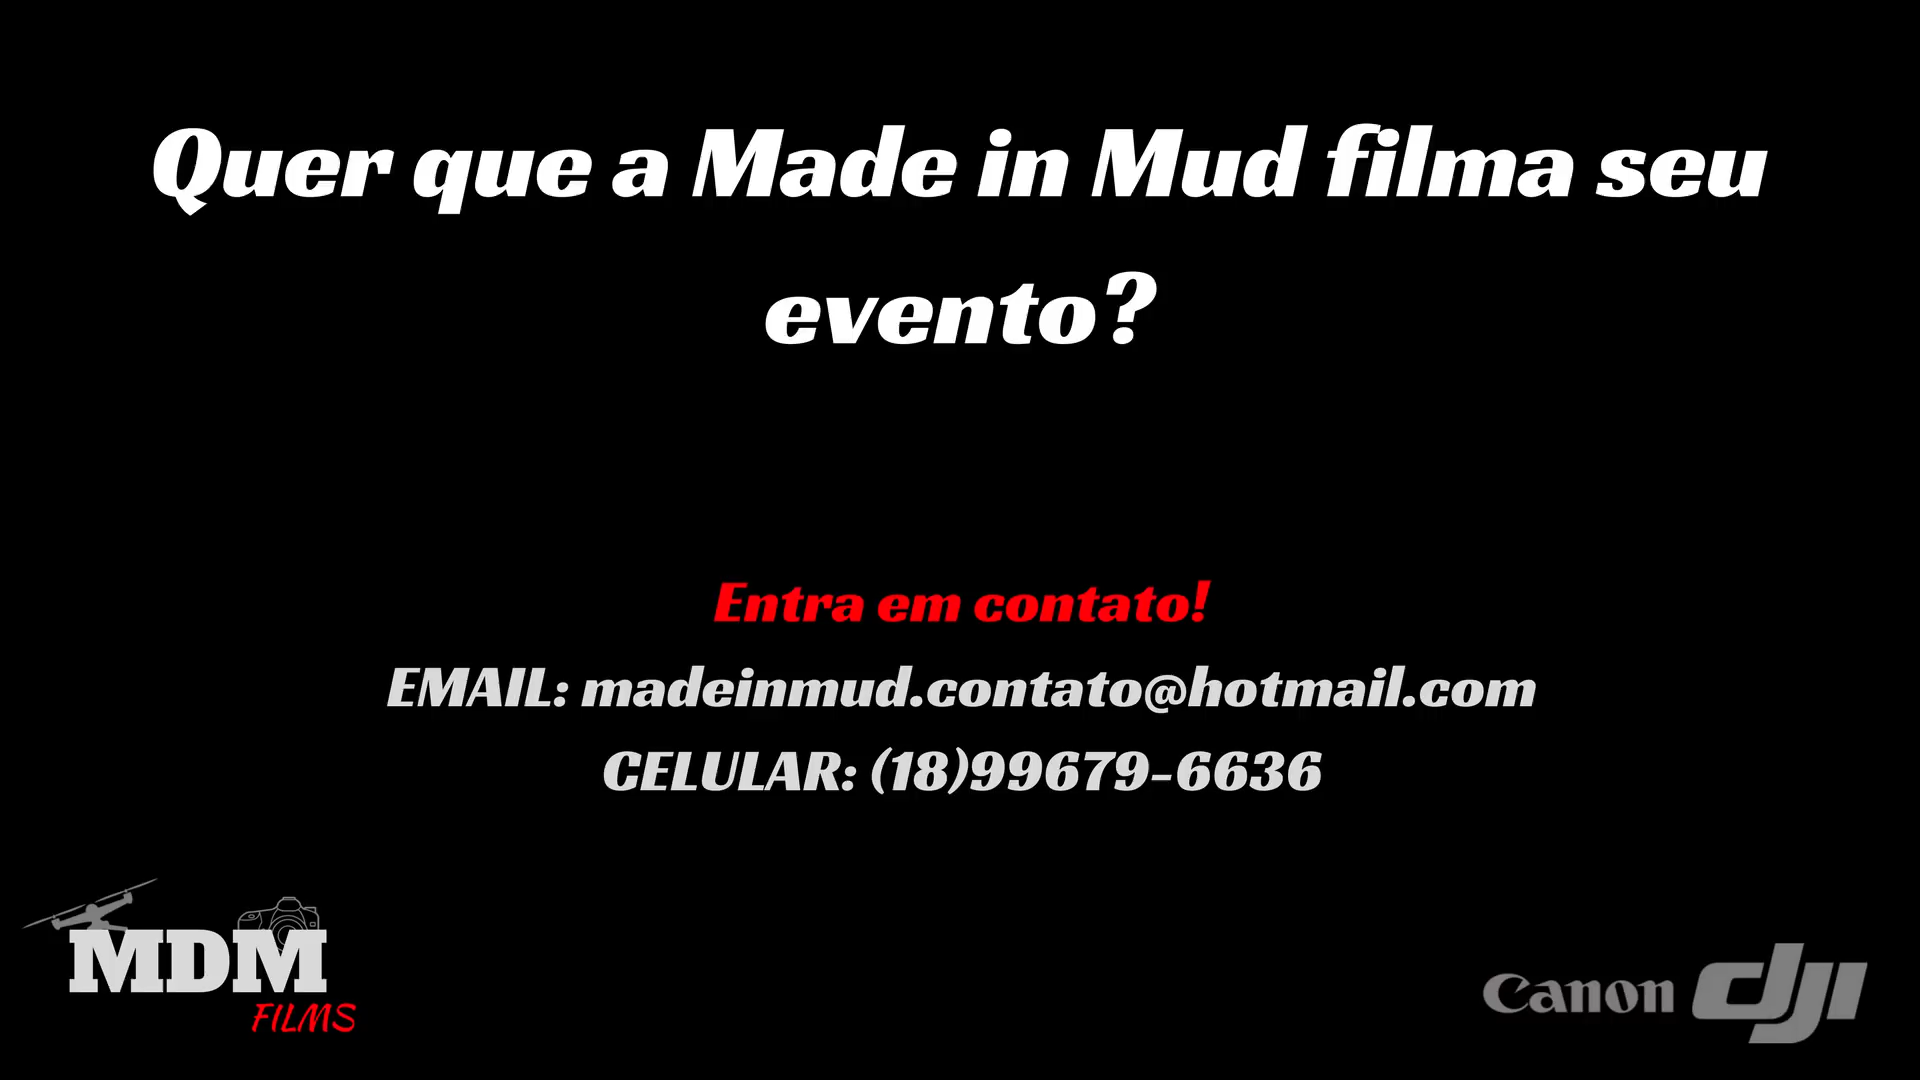 Quer que a Made in Mud filma seu
evento?
Entra em contato!
EMAIL: madeinmud.contato@hotmail.com
CELULAR: (18)99679-6636
MDM
FILMS
Canon dji